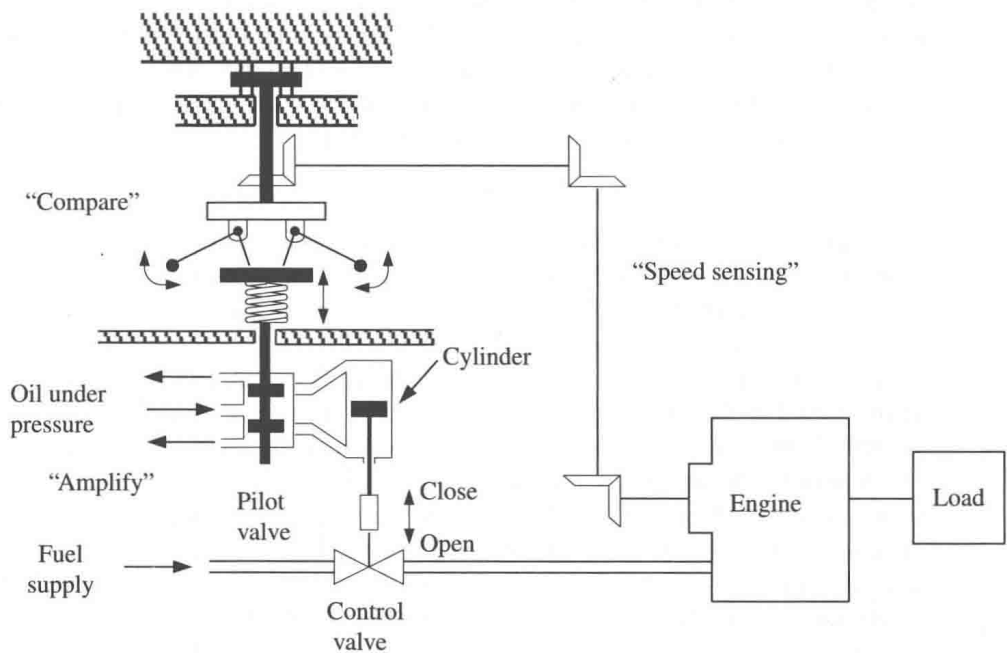 “Compare”
“Speed sensing”
Cylinder
Oil under
pressure
“Amplify”
Pilot
valve
Close
Open
Engine
Load
Fuel
supply
Control
valve